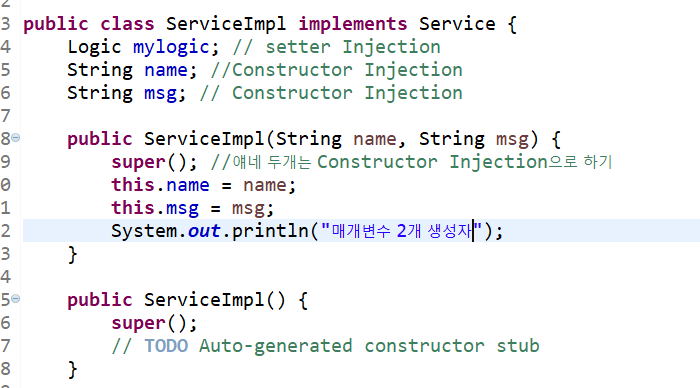 3 public class ServiceImpl implements Service {
4 Logic mylogic; // setter Injection
5 String name; //Constructor Injection
6 String msg; // Constructor Injection
7
8 public ServiceImpl(String name, String msg) {
9 super(); //얘네 두개는 Constructor Injection으로 하기
0 this.name = name;
1 this.msg = msg;
2 System.out.println("매개변수 2개 생성자");
3 }
4
5 public ServiceImpl() {
6 super();
7 // TODO Auto-generated constructor stub
8 }